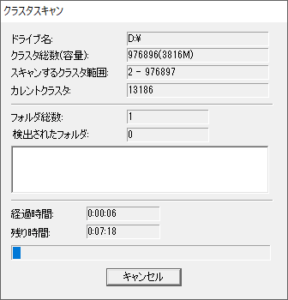 クラスタスキャン
ドライブ名: D:¥
クラスタ総数(容量): 976896(3816M)
スキャンするクラスタ範囲: 2 - 976897
カレントクラスタ: 13186
フォルダ総数: 1
検出されたフォルダ: 0
経過時間: 0:00:06
残り時間: 0:07:18
キャンセル